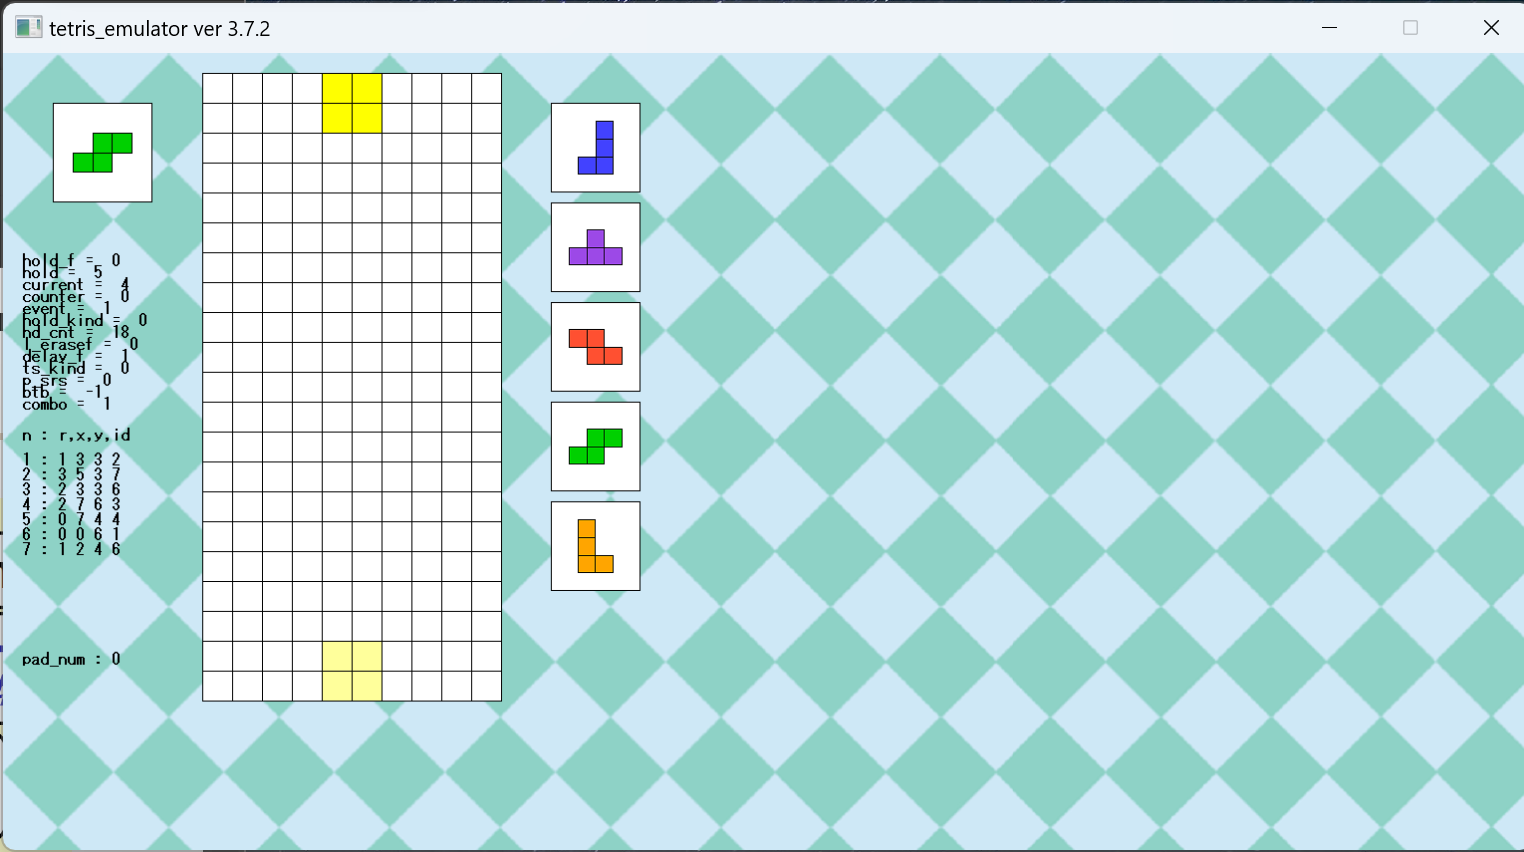 tetris_emulator ver 3.7.2
hold_f = 0
hold = 5
current = 4
counter = 0
event = 1
hold_kind = 0
nd_cnt = 18
l_erasef = 0
delay_f = 1
ts_kind = 0
p_srs = 0
btb = -1
combo = 1
n : r,x,y,id
1 : 1 3 3 2
2 : 3 5 3 7
3 : 2 3 3 6
4 : 2 7 6 3
5 : 0 7 4 4
6 : 0 0 6 1
7 : 1 2 4 6
pad_num : 0